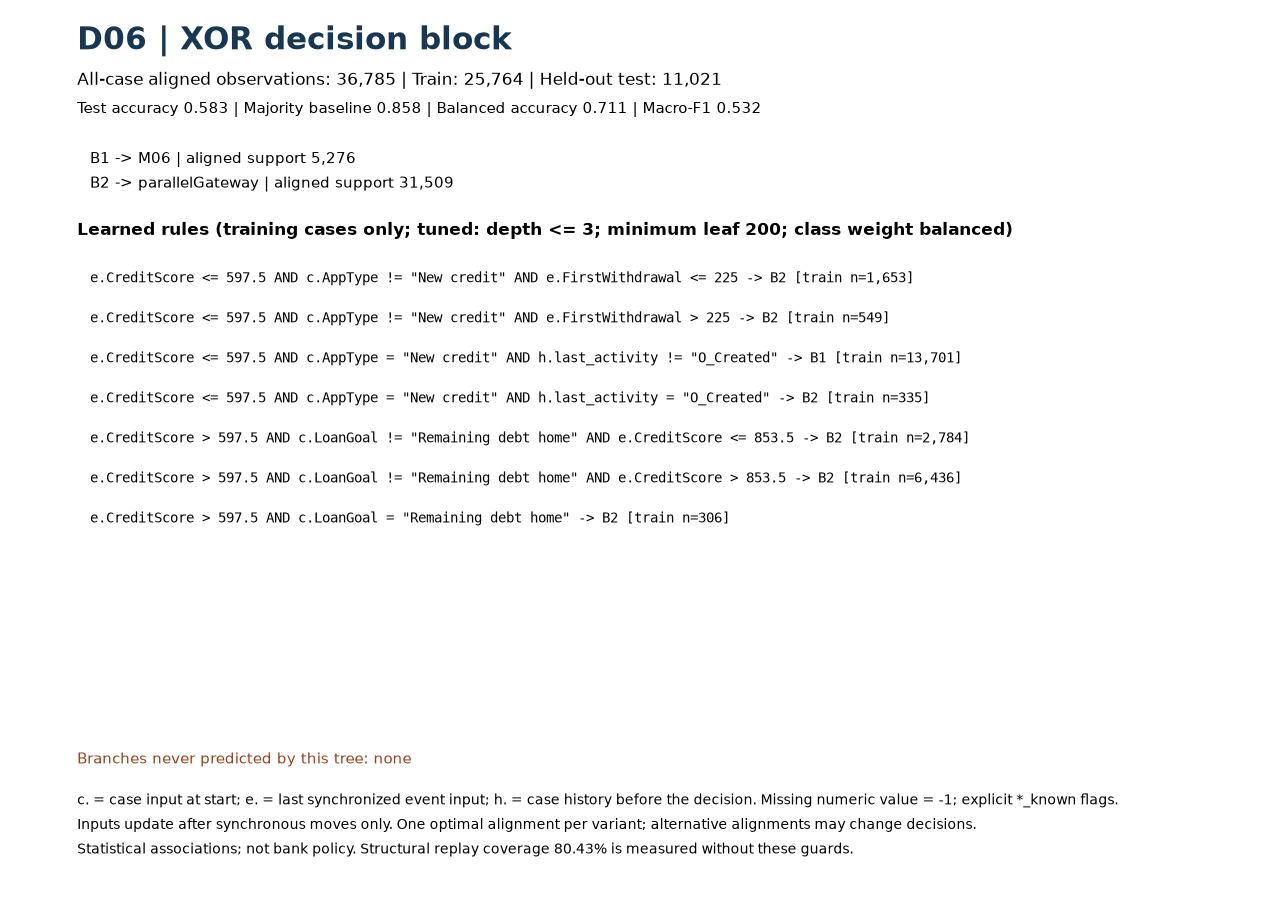 D06 | XOR decision block
All-case aligned observations: 36,785 | Train: 25,764 | Held-out test: 11,021
Test accuracy 0.583 | Majority baseline 0.858 | Balanced accuracy 0.711 | Macro-F1 0.532
B1 -> M06 | aligned support 5,276
B2 -> parallelGateway | aligned support 31,509
Learned rules (training cases only; tuned: depth <= 3; minimum leaf 200; class weight balanced)
e.CreditScore <= 597.5 AND c.AppType != "New credit" AND e.FirstWithdrawal <= 225 -> B2 [train n=1,653]
e.CreditScore <= 597.5 AND c.AppType != "New credit" AND e.FirstWithdrawal > 225 -> B2 [train n=549]
e.CreditScore <= 597.5 AND c.AppType = "New credit" AND h.last_activity != "O_Created" -> B1 [train n=13,701]
e.CreditScore <= 597.5 AND c.AppType = "New credit" AND h.last_activity = "O_Created" -> B2 [train n=335]
e.CreditScore > 597.5 AND c.LoanGoal != "Remaining debt home" AND e.CreditScore <= 853.5 -> B2 [train n=2,784]
e.CreditScore > 597.5 AND c.LoanGoal != "Remaining debt home" AND e.CreditScore > 853.5 -> B2 [train n=6,436]
e.CreditScore > 597.5 AND c.LoanGoal = "Remaining debt home" -> B2 [train n=306]
Branches never predicted by this tree: none
c. = case input at start; e. = last synchronized event input; h. = case history before the decision. Missing numeric value = -1; explicit *_known flags.
Inputs update after synchronous moves only. One optimal alignment per variant; alternative alignments may change decisions.
Statistical associations; not bank policy. Structural replay coverage 80.43% is measured without these guards.